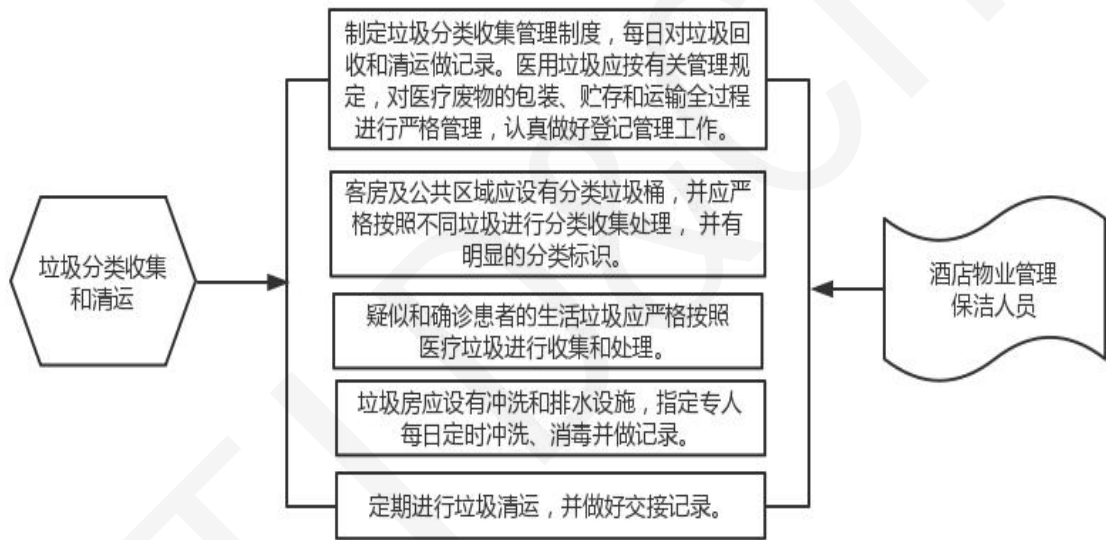 制定垃圾分类收集管理制度，每日对垃圾回
收和清运做记录。医用垃圾应按有关管理规
定，对医疗废物的包装、贮存和运输全过程
进行严格管理，认真做好登记管理工作。
客房及公共区域应设有分类垃圾桶，并应严
格按照不同垃圾进行分类收集处理， 并有
明显的分类标识。
垃圾分类收集
和清运
酒店物业管理
保洁人员
疑似和确诊患者的生活垃圾应严格按照
医疗垃圾进行收集和处理。
垃圾房应设有冲洗和排水设施，指定专人
每日定时冲洗、消毒并做记录。
定期进行垃圾清运，并做好交接记录。